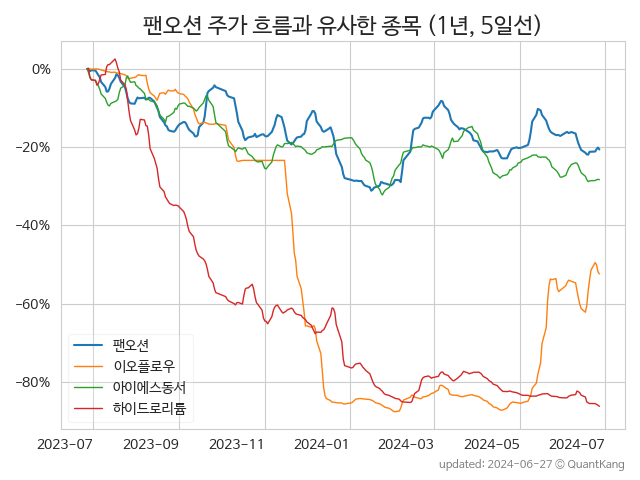 팬오션 주가 흐름과 유사한 종목 (1년, 5일선)
0%
−20%
−40%
−60%
−80%
팬오션
이오플로우
아이에스동서
하이드로리튬
2023−07
2023−09
2023−11
2024−01
2024−03
2024−05
2024−07
updated: 2024-06-27 © QuantKang